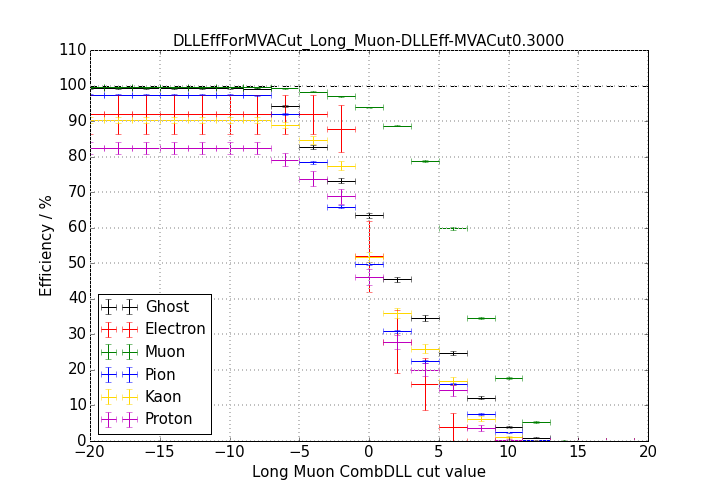 DLLEffForMVACut_Long_Muon-DLLEff-MVACut0.3000
110
100
90
80
70
60
50
40
30
20
10
0
Efficiency / %
Ghost
Electron
Muon
Pion
Kaon
Proton
−20 −15 −10 −5 0 5 10 15 20
Long Muon CombDLL cut value